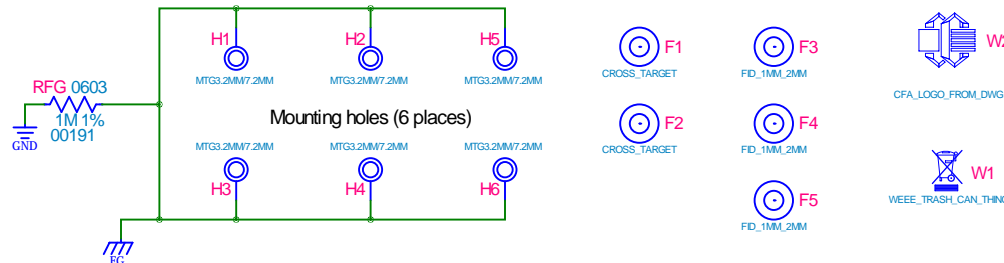 H1
H2
H5
MTG3.2MM/7.2MM
MTG3.2MM/7.2MM
MTG3.2MM/7.2MM
RFG 0603
1M 1%
00191
GND
Mounting holes (6 places)
MTG3.2MM/7.2MM
MTG3.2MM/7.2MM
MTG3.2MM/7.2MM
H3
H4
H6
FG
F1
CROSS_TARGET
F2
CROSS_TARGET
F3
FID_1MM_2MM
F4
FID_1MM_2MM
F5
FID_1MM_2MM
W2
CFA_LOGO_FROM_DWG
W1
WEEE_TRASH_CAN_THING